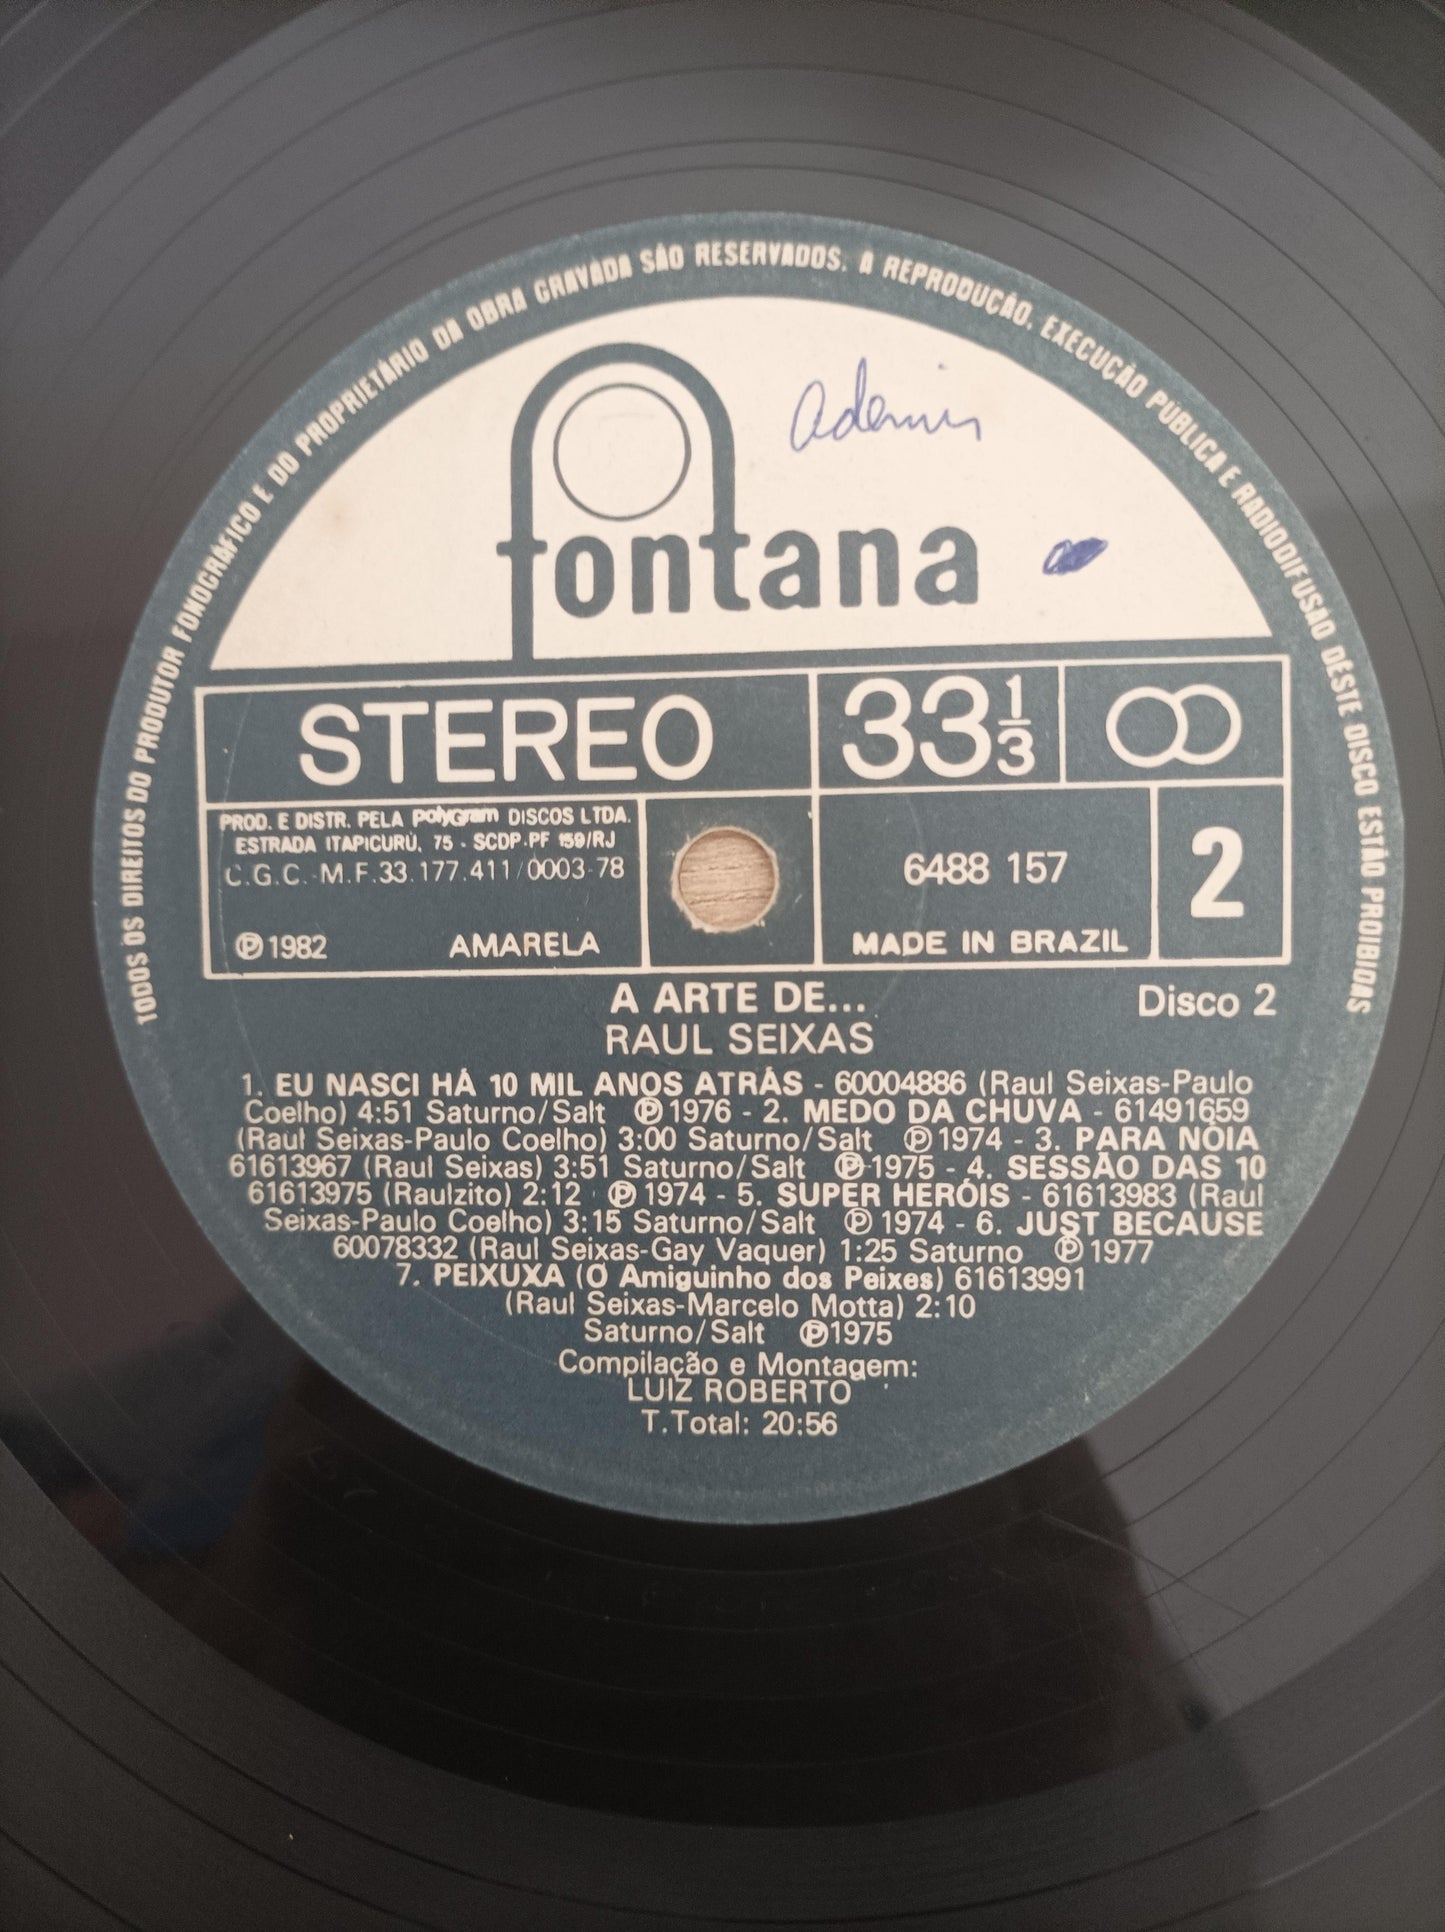 TODOS OS DIREITOS DO PRODUTOR FONOGRÁFICO E DO PROPRIETÁRIO DA OBRA GRAVADA SÃO RESERVADOS. A REPRODUÇÃO, EXECUÇÃO PÚBLICA E RADIODIFUSÃO DESTE DISCO ESTÃO PROIBIDAS
Ademir
fontana
STEREO
33 1/3
PROD. E DISTR. PELA PolyGram DISCOS LTDA.
ESTRADA ITAPICURÚ, 75 - SCDP-PF 159/RJ
C.G.C.-M.F.33.177.411/0003-78
℗ 1982 AMARELA
6488 157
MADE IN BRAZIL
2
A ARTE DE...
Disco 2
RAUL SEIXAS
1. EU NASCI HÁ 10 MIL ANOS ATRÁS - 60004886 (Raul Seixas-Paulo
Coelho) 4:51 Saturno/Salt ℗ 1976 - 2. MEDO DA CHUVA - 61491659
(Raul Seixas-Paulo Coelho) 3:00 Saturno/Salt ℗ 1974 - 3. PARA NÓIA
61613967 (Raul Seixas) 3:51 Saturno/Salt ℗ 1975 - 4. SESSÃO DAS 10
61613975 (Raulzito) 2:12 ℗ 1974 - 5. SUPER HERÓIS - 61613983 (Raul
Seixas-Paulo Coelho) 3:15 Saturno/Salt ℗ 1974 - 6. JUST BECAUSE
60078332 (Raul Seixas-Gay Vaquer) 1:25 Saturno ℗ 1977
7. PEIXUXA (O Amiguinho dos Peixes) 61613991
(Raul Seixas-Marcelo Motta) 2:10
Saturno/Salt ℗1975
Compilação e Montagem:
LUIZ ROBERTO
T.Total: 20:56